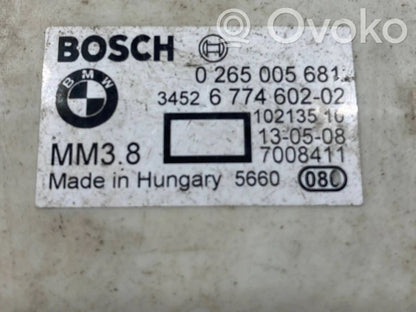 Ovoko
BOSCH
BMW
0 265 005 681
3452 6 774 602-02
102135 10
13-05-08
MM3.8
7008411
Made in Hungary 5660 080